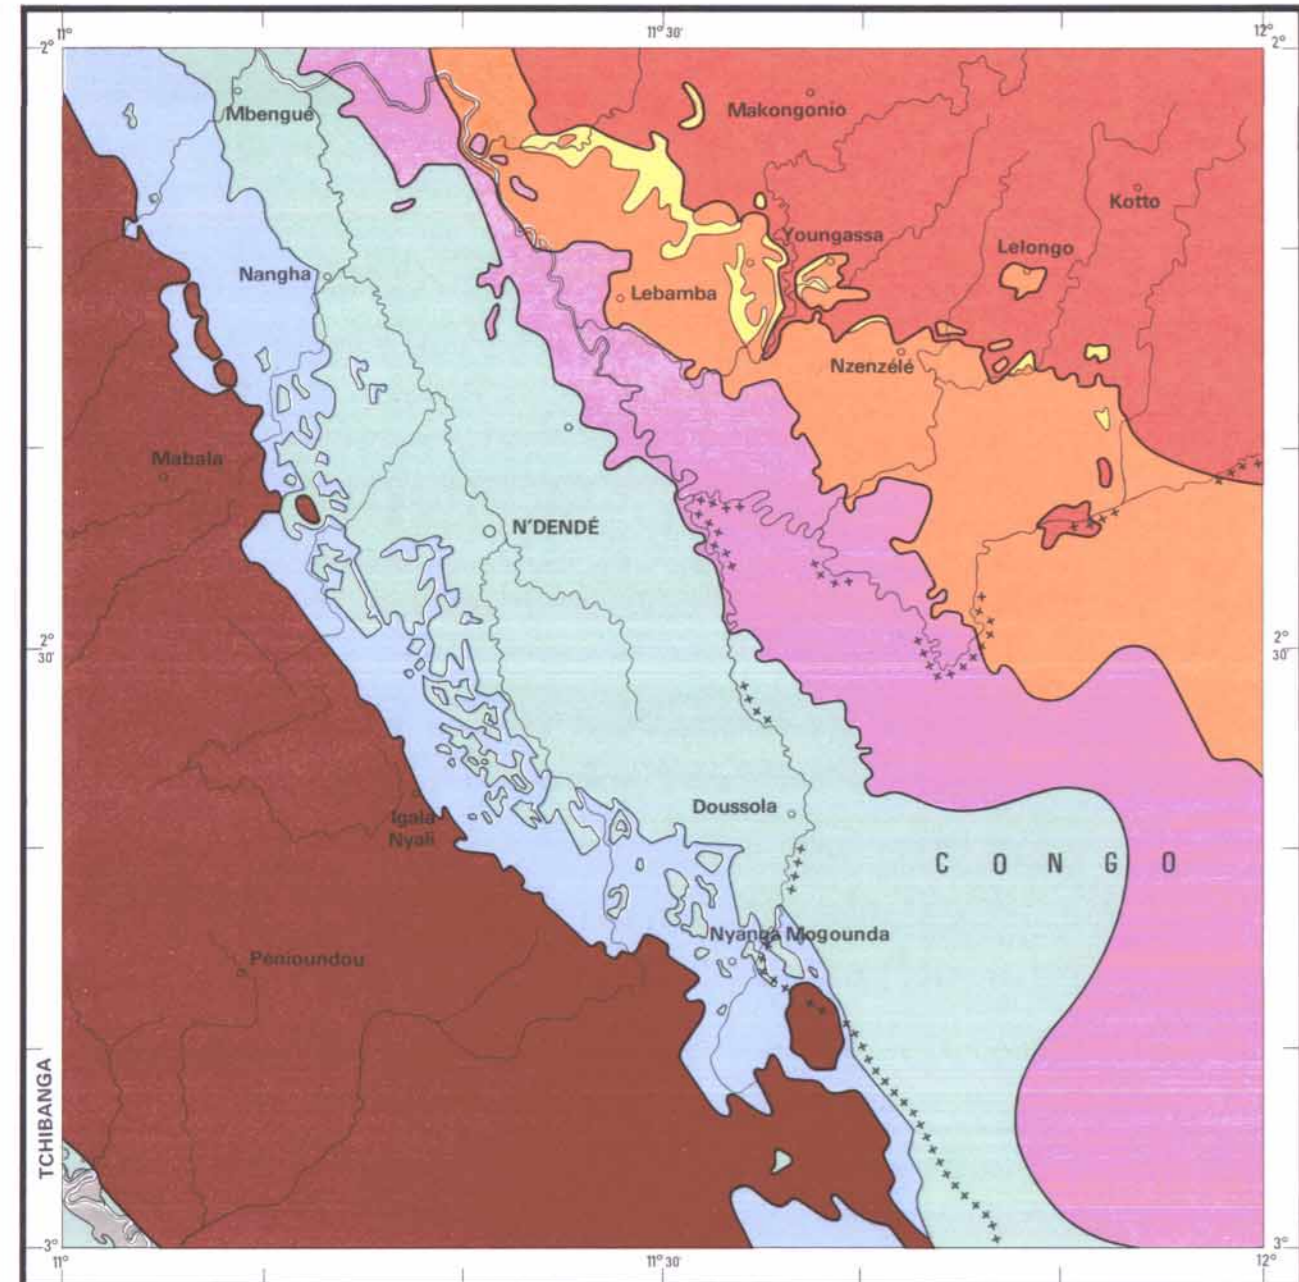 11° 11° 30' 12°
2° 2°
Mbengué
Makongonio
Kotto
Youngassa
Lelongo
Nangha
Lebamba
Nzenzélé
Mabala
N'DENDÉ
2° 30' 2° 30'
Doussola
Igala
Nyali
C O N G O
Nyanga Mogounda
Pénioundou
TCHIBANGA
3° 3°
11° 11° 30' 12°